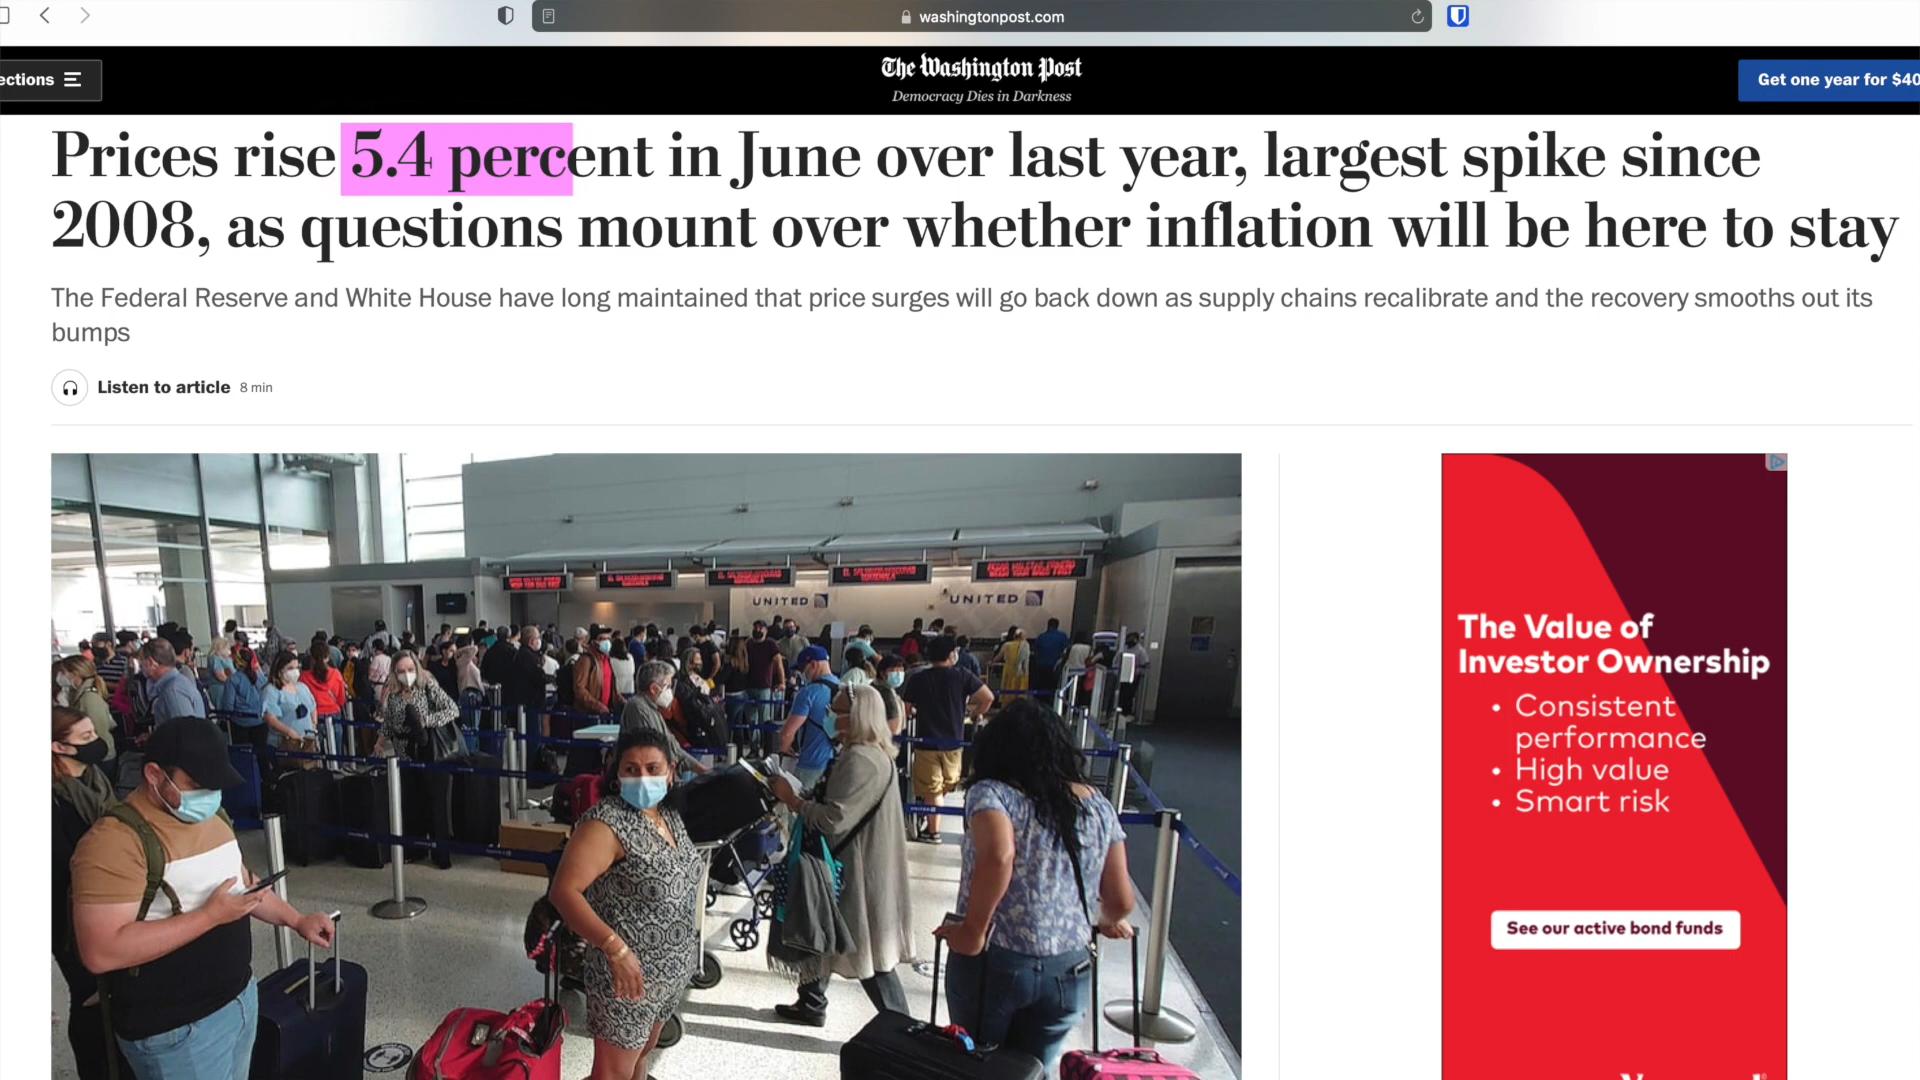 washingtonpost.com
ections
The Washington Post
Democracy Dies in Darkness
Get one year for $40
Prices rise 5.4 percent in June over last year, largest spike since
2008, as questions mount over whether inflation will be here to stay
The Federal Reserve and White House have long maintained that price surges will go back down as supply chains recalibrate and the recovery smooths out its
bumps
Listen to article 8 min
UNITED
UNITED
The Value of
Investor Ownership
• Consistent
performance
• High value
• Smart risk
See our active bond funds